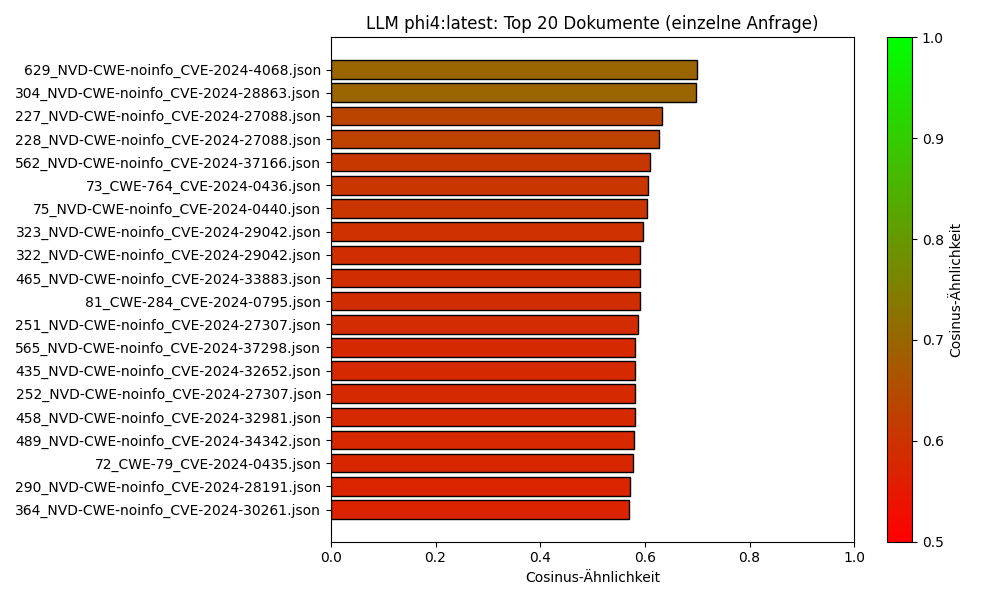 LLM phi4:latest: Top 20 Dokumente (einzelne Anfrage)
629_NVD-CWE-noinfo_CVE-2024-4068.json
304_NVD-CWE-noinfo_CVE-2024-28863.json
227_NVD-CWE-noinfo_CVE-2024-27088.json
228_NVD-CWE-noinfo_CVE-2024-27088.json
562_NVD-CWE-noinfo_CVE-2024-37166.json
73_CWE-764_CVE-2024-0436.json
75_NVD-CWE-noinfo_CVE-2024-0440.json
323_NVD-CWE-noinfo_CVE-2024-29042.json
322_NVD-CWE-noinfo_CVE-2024-29042.json
465_NVD-CWE-noinfo_CVE-2024-33883.json
81_CWE-284_CVE-2024-0795.json
251_NVD-CWE-noinfo_CVE-2024-27307.json
565_NVD-CWE-noinfo_CVE-2024-37298.json
435_NVD-CWE-noinfo_CVE-2024-32652.json
252_NVD-CWE-noinfo_CVE-2024-27307.json
458_NVD-CWE-noinfo_CVE-2024-32981.json
489_NVD-CWE-noinfo_CVE-2024-34342.json
72_CWE-79_CVE-2024-0435.json
290_NVD-CWE-noinfo_CVE-2024-28191.json
364_NVD-CWE-noinfo_CVE-2024-30261.json
0.0 0.2 0.4 0.6 0.8 1.0
Cosinus-Ähnlichkeit
1.0
0.9
0.8
0.7
0.6
0.5
Cosinus-Ähnlichkeit